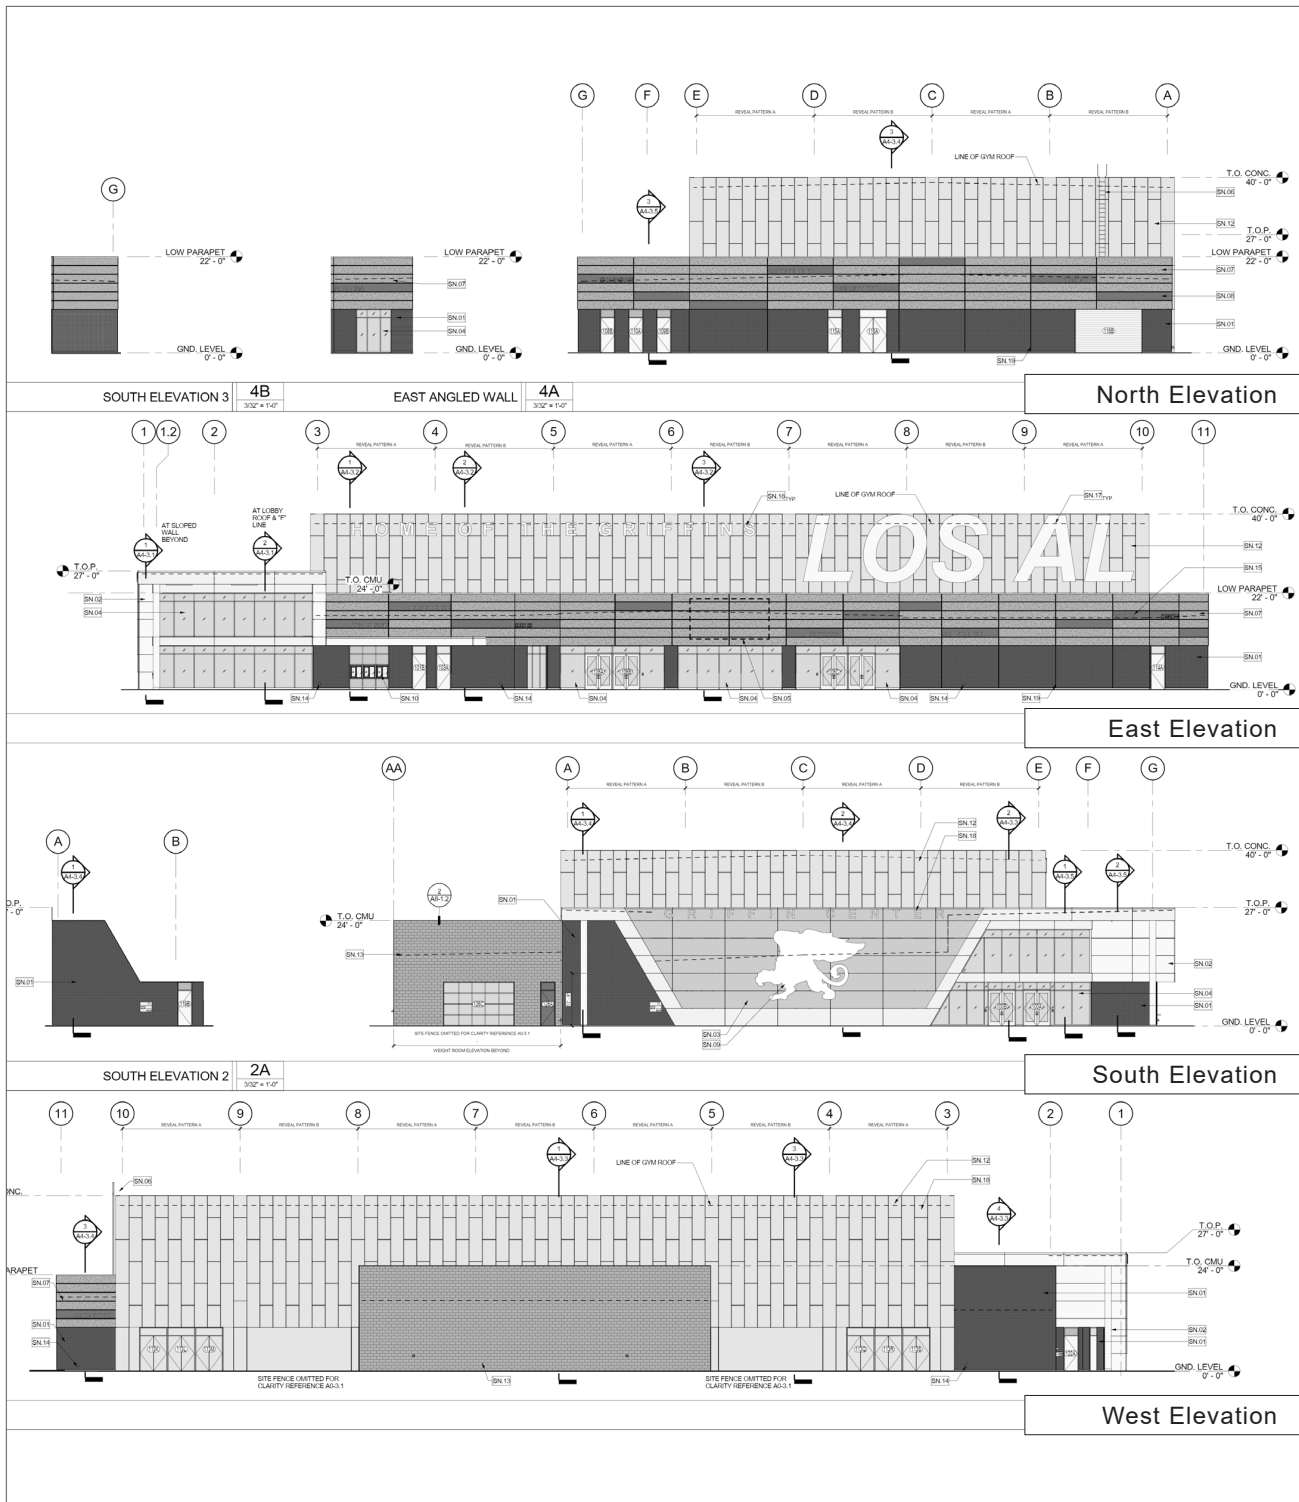 G
F
E
D
C
B
A
REVEAL PATTERN A
REVEAL PATTERN B
REVEAL PATTERN A
REVEAL PATTERN B
3
A4-3.4
LINE OF GYM ROOF
T.O. CONC.
40' - 0"
SN.06
G
3
A4-3.5
SN.12
T.O.P.
27' - 0"
LOW PARAPET
22' - 0"
LOW PARAPET
22' - 0"
LOW PARAPET
22' - 0"
SN.07
SN.07
SN.08
SN.01
SN.04
SN.01
GND. LEVEL
0' - 0"
GND. LEVEL
0' - 0"
SN.19
GND. LEVEL
0' - 0"
SOUTH ELEVATION 3
4B
3/32" = 1'-0"
EAST ANGLED WALL
4A
3/32" = 1'-0"
North Elevation
1
1.2
2
3
4
5
6
7
8
9
10
11
REVEAL PATTERN A
REVEAL PATTERN B
REVEAL PATTERN A
REVEAL PATTERN B
REVEAL PATTERN A
REVEAL PATTERN B
REVEAL PATTERN A
1
A4-3.2
2
A4-3.2
3
A4-3.2
SN.18 TYP
LINE OF GYM ROOF
SN.17 TYP
AT LOBBY
ROOF & "F"
LINE
AT SLOPED
WALL
BEYOND
1
A4-3.1
2
A4-3.1
HOME OF THE GRIFFINS
LOS AL
T.O. CONC.
40' - 0"
SN.12
SN.15
T.O.P.
27' - 0"
T.O. CMU
24' - 0"
LOW PARAPET
22' - 0"
SN.02
SN.04
SN.07
SN.01
SN.14
SN.10
SN.14
SN.04
SN.04
SN.05
SN.04
SN.14
SN.19
GND. LEVEL
0' - 0"
East Elevation
AA
A
B
C
D
E
F
G
REVEAL PATTERN A
REVEAL PATTERN B
REVEAL PATTERN A
REVEAL PATTERN B
1
A4-3.4
2
A4-3.4
2
A4-3.3
SN.12
SN.18
A
B
1
A4-3.4
T.O. CONC.
40' - 0"
1
A4-3.5
2
A4-3.5
2
A8-1.2
SN.01
T.O. CMU
24' - 0"
GRIFFIN CENTER
T.O.P.
27' - 0"
SN.13
SN.02
SN.01
SN.04
SN.01
SITE FENCE OMITTED FOR CLARITY REFERENCE A0-3.1
SN.03
SN.09
GND. LEVEL
0' - 0"
WEIGHT ROOM ELEVATION BEYOND
SOUTH ELEVATION 2
2A
3/32" = 1'-0"
South Elevation
11
10
9
8
7
6
5
4
3
2
1
REVEAL PATTERN A
REVEAL PATTERN B
REVEAL PATTERN A
REVEAL PATTERN B
REVEAL PATTERN A
REVEAL PATTERN B
REVEAL PATTERN A
1
A4-3.3
3
A4-3.3
LINE OF GYM ROOF
SN.12
SN.06
SN.18
3
A4-3.4
4
A4-3.3
T.O.P.
27' - 0"
T.O. CMU
24' - 0"
SN.07
SN.01
SN.01
SN.14
SN.02
SN.01
GND. LEVEL
0' - 0"
SITE FENCE OMITTED FOR
CLARITY REFERENCE A0-3.1
SN.13
SITE FENCE OMITTED FOR
CLARITY REFERENCE A0-3.1
SN.14
West Elevation